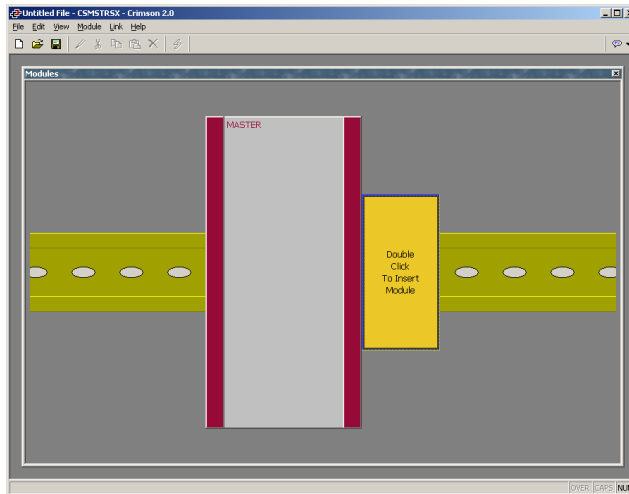 Untitled File - CSMSTRSX - Crimson 2.0
File Edit View Module Link Help
Modules
MASTER
Double
Click
To Insert
Module
OVER CAPS NUM